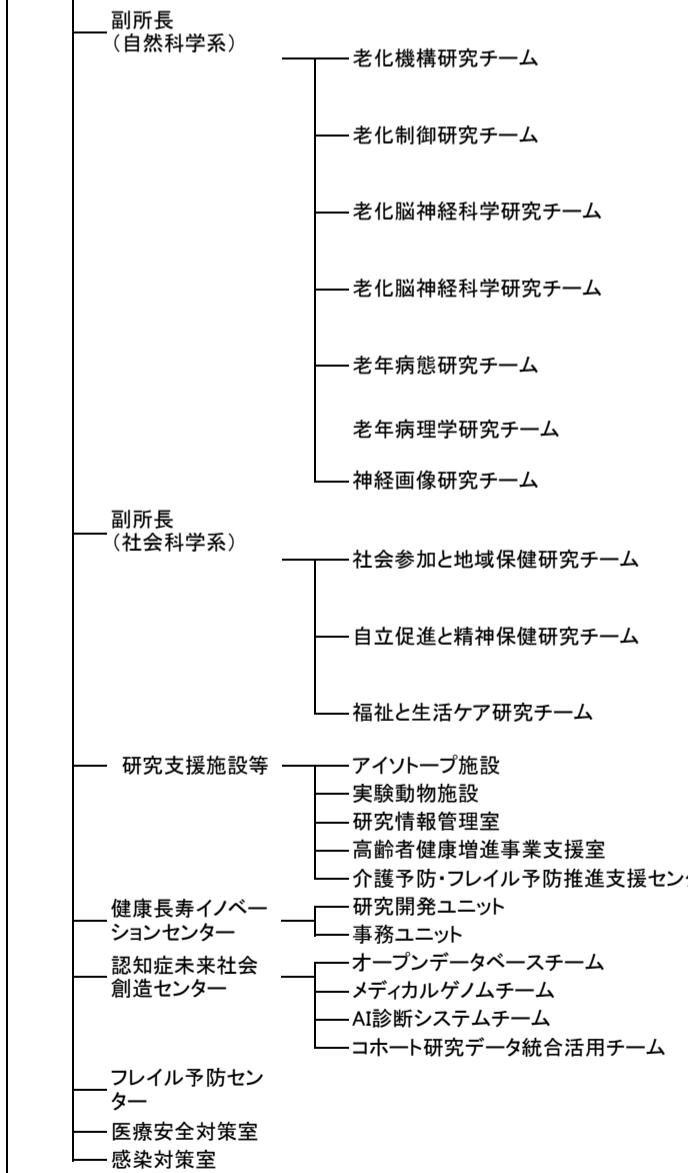 副所長
（自然科学系）
老化機構研究チーム
老化制御研究チーム
老化脳神経科学研究チーム
老化脳神経科学研究チーム
老年病態研究チーム
老年病理学研究チーム
神経画像研究チーム
副所長
（社会科学系）
社会参加と地域保健研究チーム
自立促進と精神保健研究チーム
福祉と生活ケア研究チーム
研究支援施設等
アイソトープ施設
実験動物施設
研究情報管理室
高齢者健康増進事業支援室
介護予防・フレイル予防推進支援セン
健康長寿イノベー
ションセンター
研究開発ユニット
事務ユニット
認知症未来社会
創造センター
オープンデータベースチーム
メディカルゲノムチーム
AI診断システムチーム
コホート研究データ統合活用チーム
フレイル予防セン
ター
医療安全対策室
感染対策室